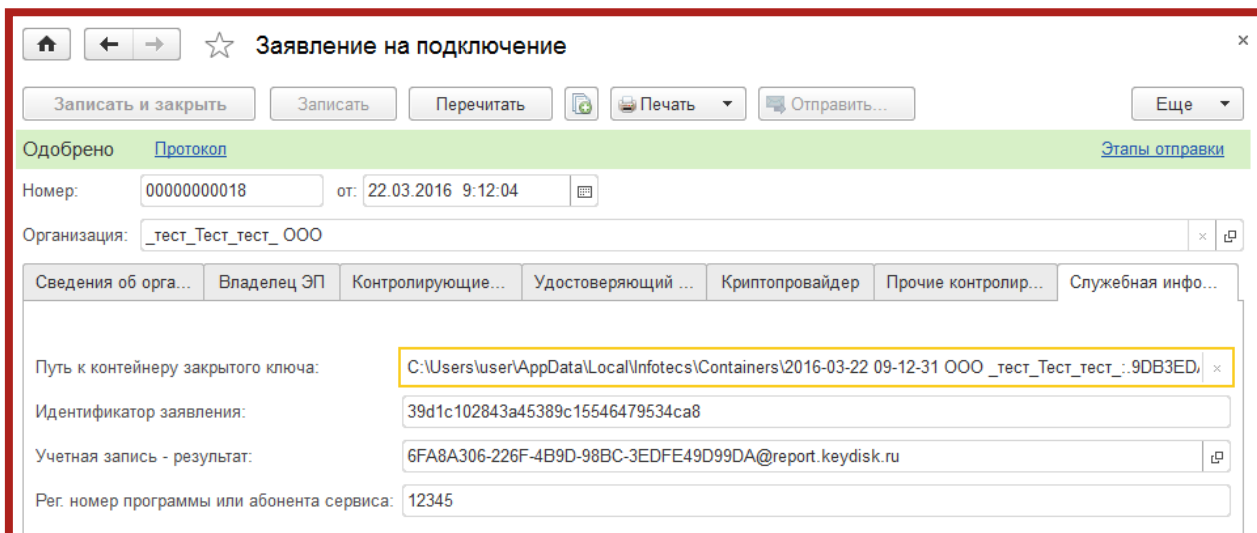 Заявление на подключение
Записать и закрыть Записать Перечитать Печать Отправить... Еще
Одобрено Протокол Этапы отправки
Номер: 00000000018 от: 22.03.2016 9:12:04
Организация: _тест_Тест_тест_ ООО
Сведения об орга... Владелец ЭП Контролирующие... Удостоверяющий ... Криптопровайдер Прочие контролир... Служебная инфо...
Путь к контейнеру закрытого ключа: C:\Users\user\AppData\Local\Infotecs\Containers\2016-03-22 09-12-31 ООО _тест_Тест_тест_:.9DB3ED
Идентификатор заявления: 39d1c102843a45389c15546479534ca8
Учетная запись - результат: 6FA8A306-226F-4B9D-98BC-3EDFE49D99DA@report.keydisk.ru
Рег. номер программы или абонента сервиса: 12345